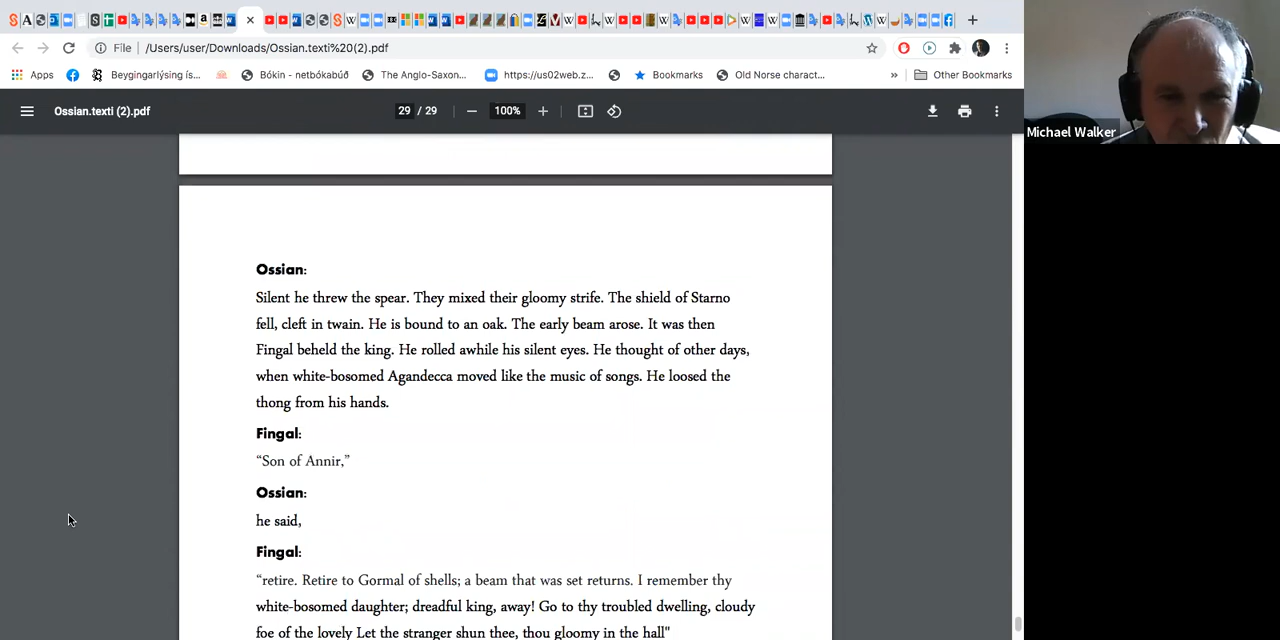 File | /Users/user/Downloads/Ossian.texti%20(2).pdf
Apps Beygingarlýsing ís... Bókin - netbókabúð The Anglo-Saxon... https://us02web.z... Bookmarks Old Norse charact... » Other Bookmarks
Ossian.texti (2).pdf 29 / 29 100%
Michael Walker
Ossian:
Silent he threw the spear. They mixed their gloomy strife. The shield of Starno
fell, cleft in twain. He is bound to an oak. The early beam arose. It was then
Fingal beheld the king. He rolled awhile his silent eyes. He thought of other days,
when white-bosomed Agandecca moved like the music of songs. He loosed the
thong from his hands.
Fingal:
“Son of Annir,”
Ossian:
he said,
Fingal:
“retire. Retire to Gormal of shells; a beam that was set returns. I remember thy
white-bosomed daughter; dreadful king, away! Go to thy troubled dwelling, cloudy
foe of the lovely Let the stranger shun thee, thou gloomy in the hall"